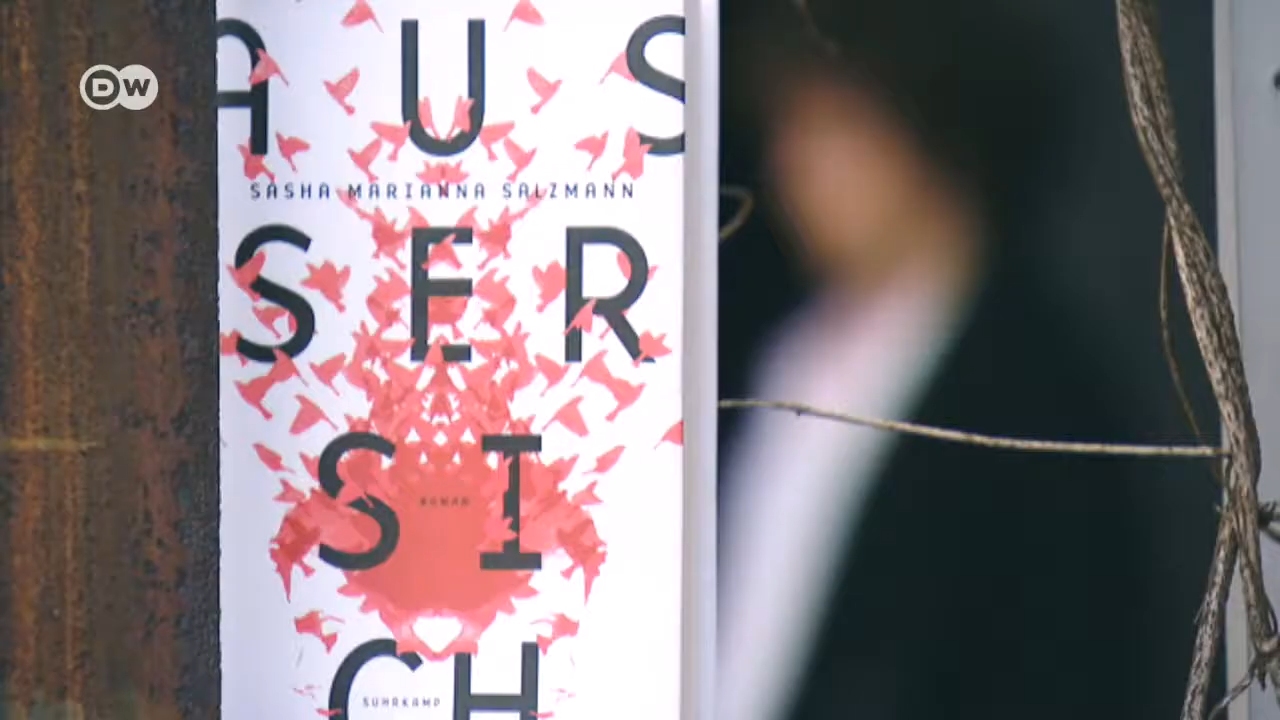 DW
AUS
SASHA MARIANNA SALZMANN
SER
SI
ROMAN
CH
SUHRKAMP